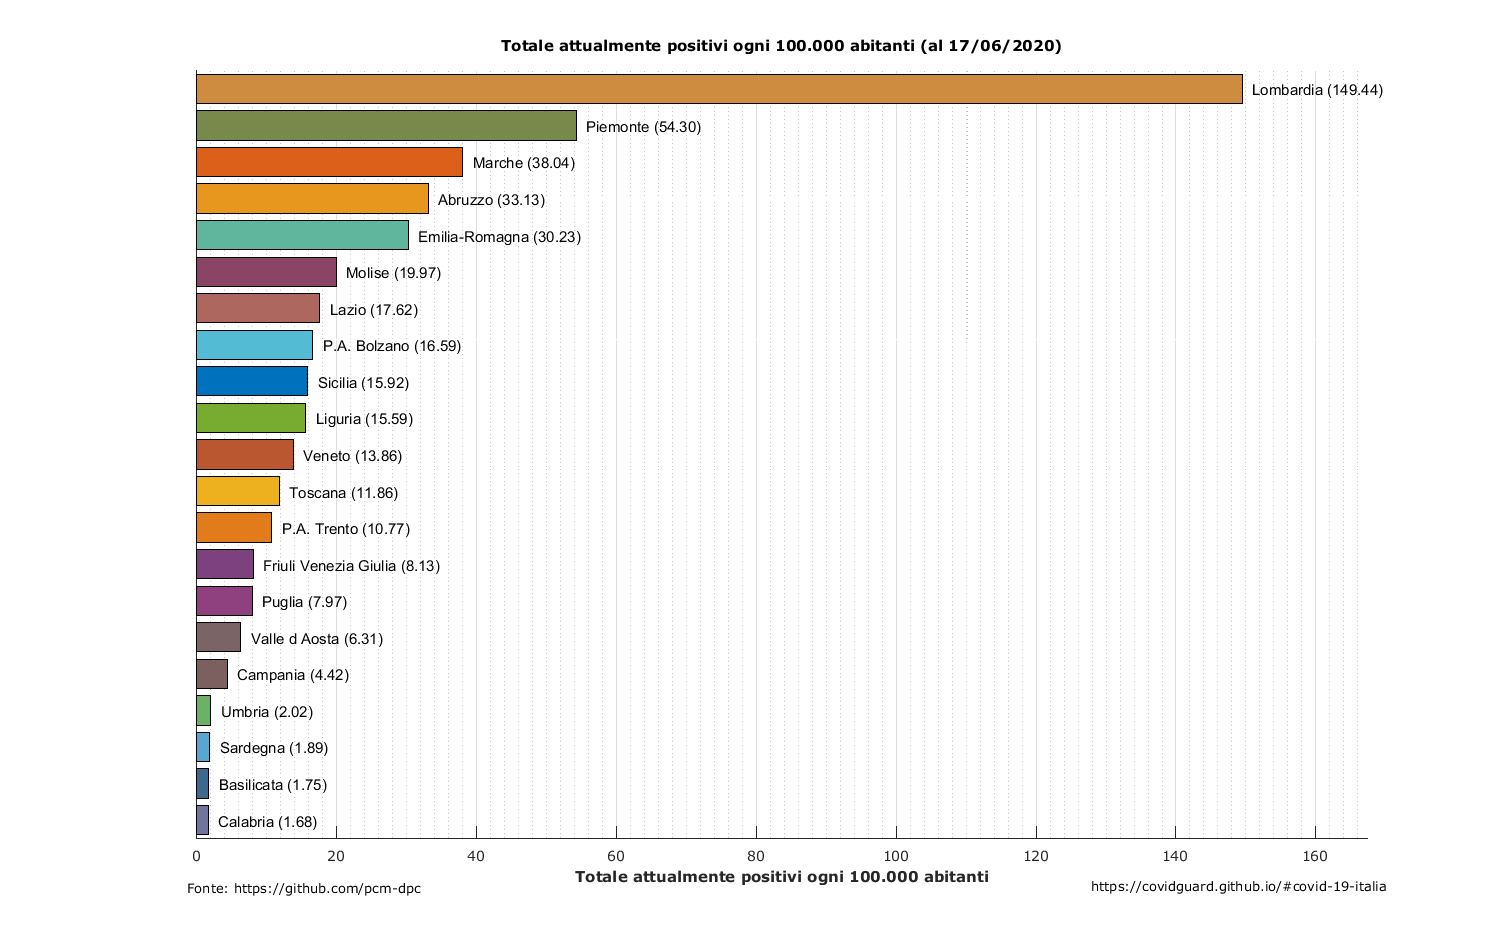 Totale attualmente positivi ogni 100.000 abitanti (al 17/06/2020)
Lombardia (149.44)
Piemonte (54.30)
Marche (38.04)
Abruzzo (33.13)
Emilia-Romagna (30.23)
Molise (19.97)
Lazio (17.62)
P.A. Bolzano (16.59)
Sicilia (15.92)
Liguria (15.59)
Veneto (13.86)
Toscana (11.86)
P.A. Trento (10.77)
Friuli Venezia Giulia (8.13)
Puglia (7.97)
Valle d Aosta (6.31)
Campania (4.42)
Umbria (2.02)
Sardegna (1.89)
Basilicata (1.75)
Calabria (1.68)
0 20 40 60 80 100 120 140 160
Totale attualmente positivi ogni 100.000 abitanti
Fonte: https://github.com/pcm-dpc
https://covidguard.github.io/#covid-19-italia